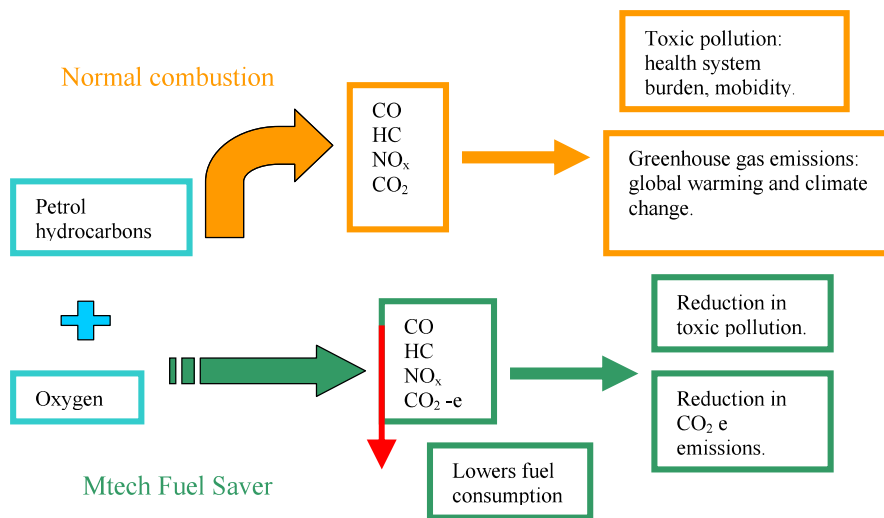 Normal combustion
Toxic pollution:
health system
burden, mobidity.
CO
HC
NOₓ
CO₂
Greenhouse gas emissions:
global warming and climate
change.
Petrol
hydrocarbons
Oxygen
CO
HC
NOₓ
CO₂ -e
Reduction in
toxic pollution.
Reduction in
CO₂ e
emissions.
Lowers fuel
consumption
Mtech Fuel Saver